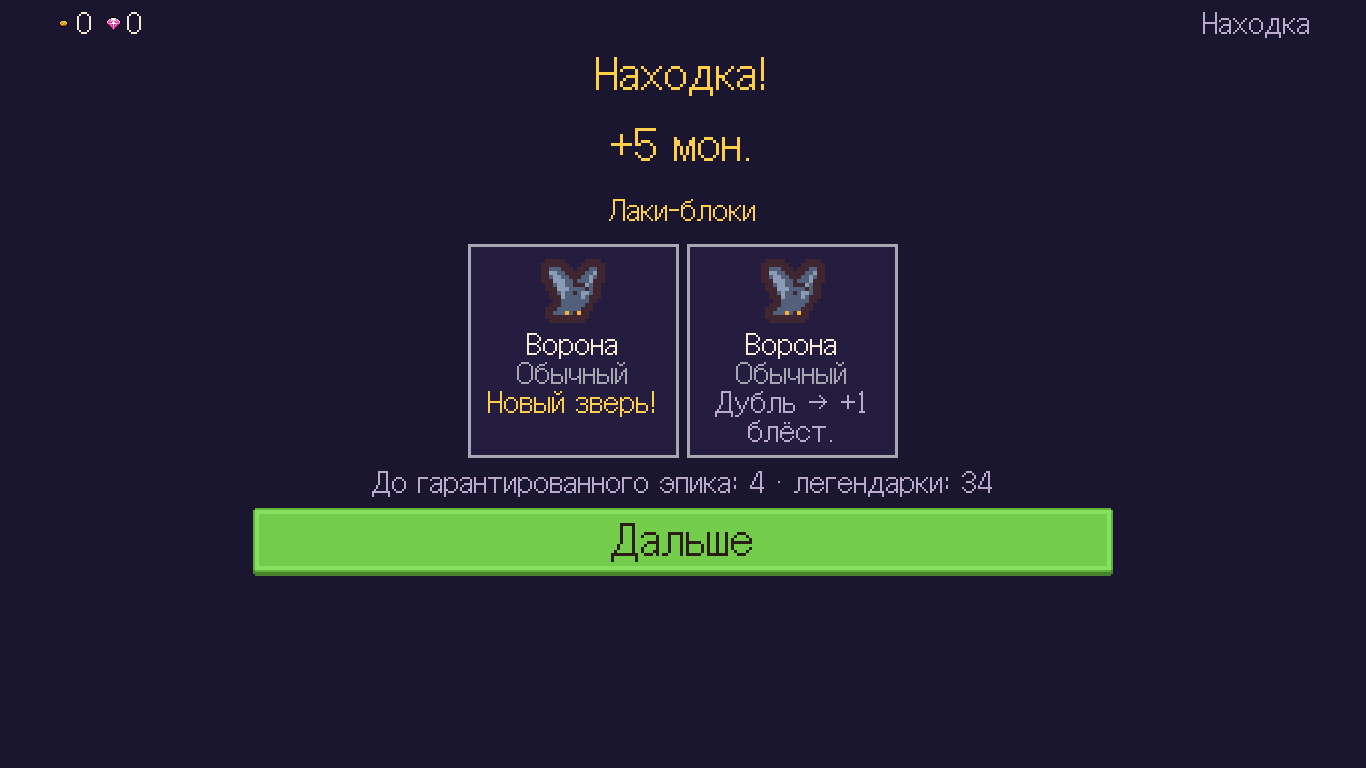 0 0 Находка
Находка!
+5 мон.
Лаки-блоки
Ворона
Обычный
Новый зверь!
Ворона
Обычный
Дубль → +1
блёст.
До гарантированного эпика: 4 · легендарки: 34
Дальше